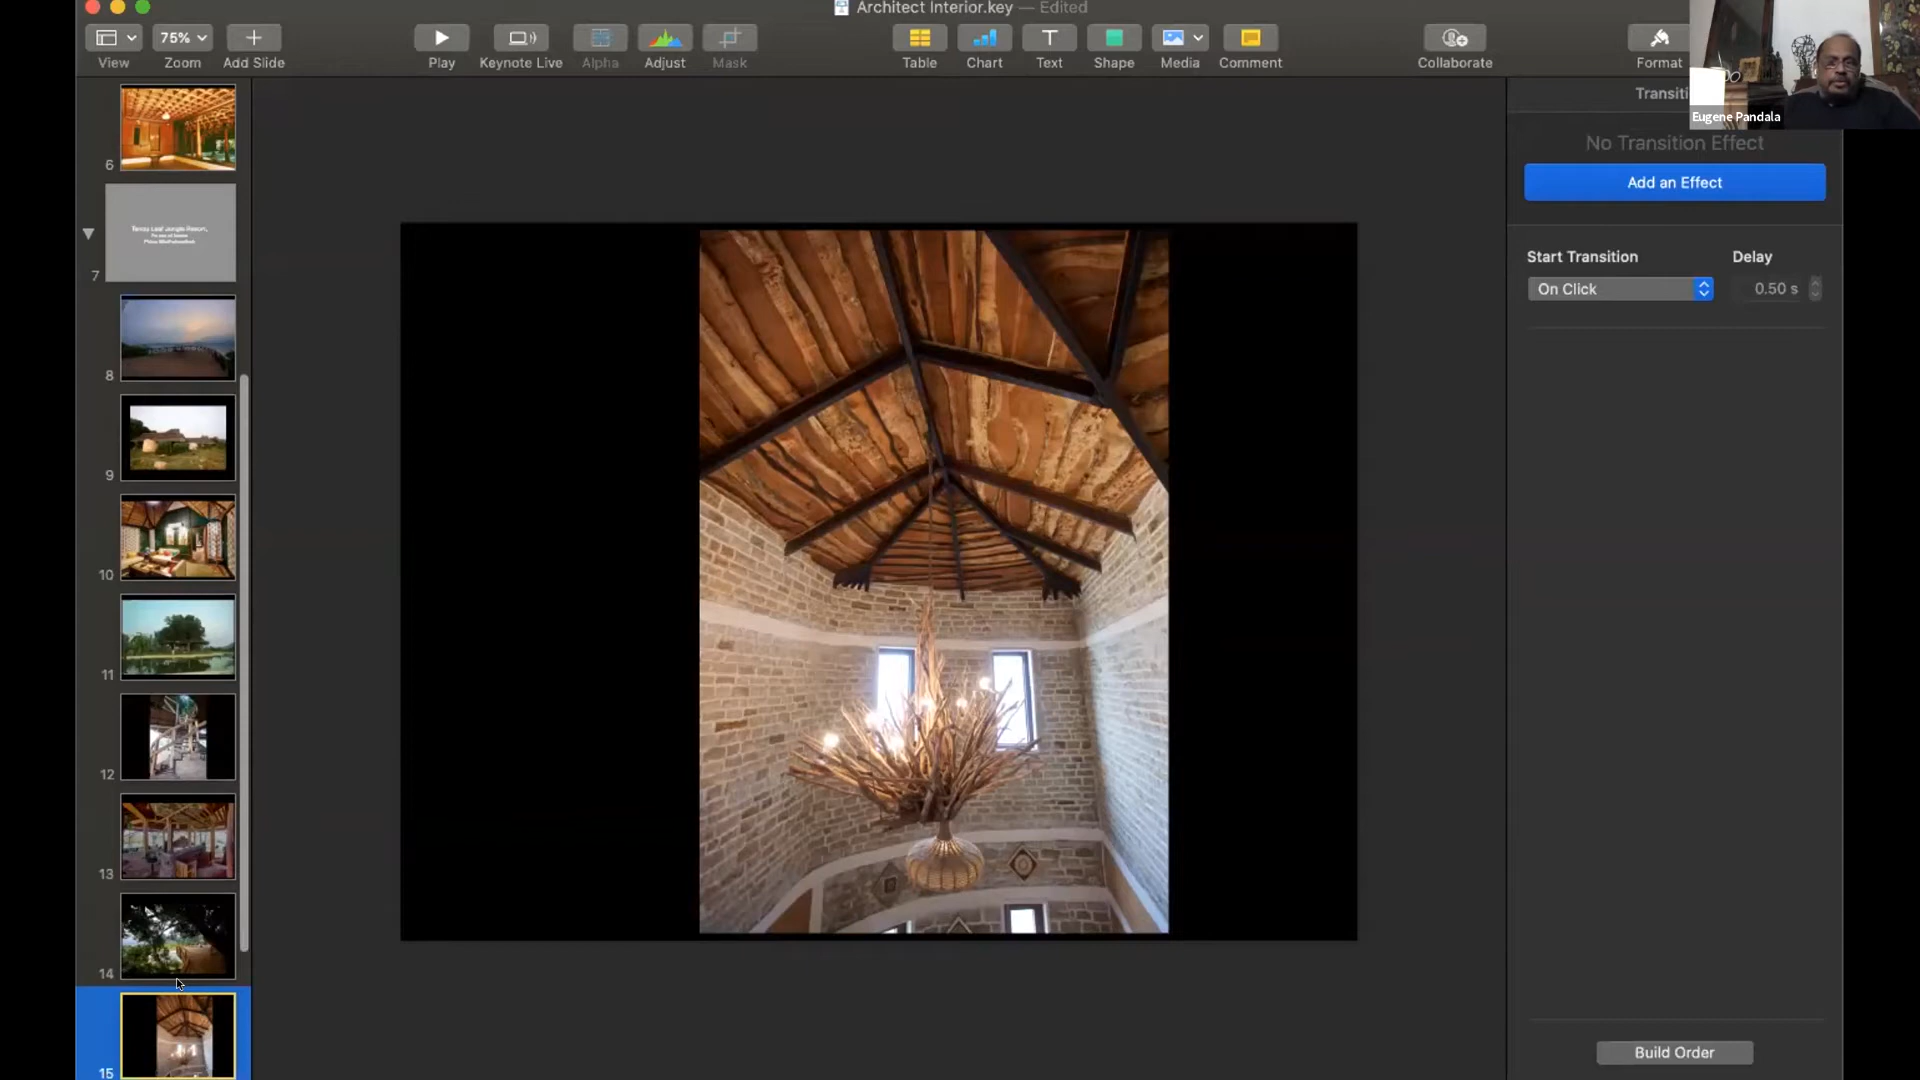 Architect Interior.key — Edited
75%
View
Zoom
Add Slide
Play
Keynote Live
Alpha
Adjust
Mask
Table
Chart
Text
Shape
Media
Comment
Collaborate
Format
Transiti
Eugene Pandala
No Transition Effect
Add an Effect
Start Transition
Delay
On Click
0.50 s
6
7
8
9
10
11
12
13
14
15
Build Order